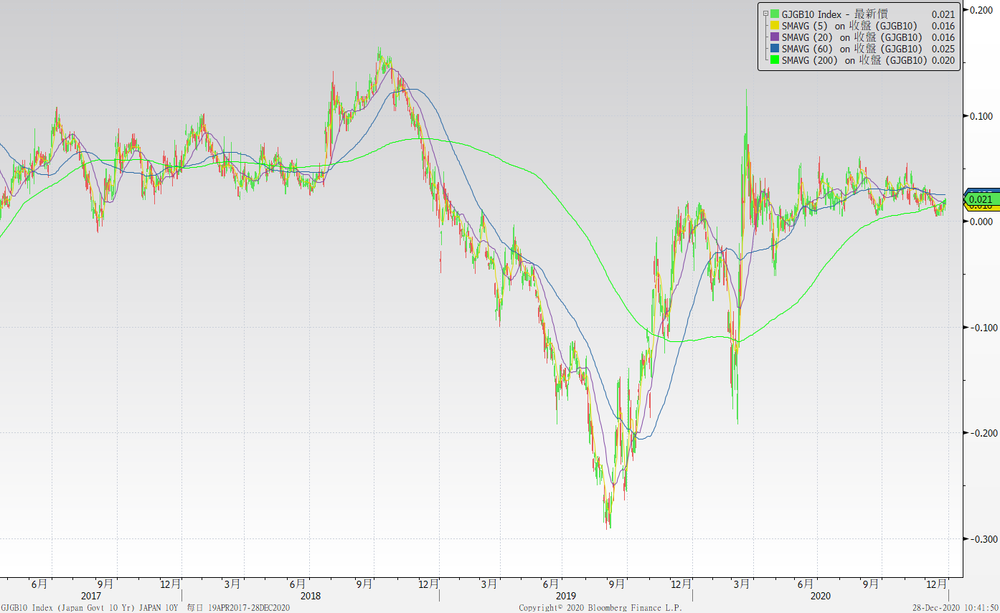 GJGB10 Index - 最新價 0.021
SMAVG (5) on 收盤 (GJGB10) 0.016
SMAVG (20) on 收盤 (GJGB10) 0.016
SMAVG (60) on 收盤 (GJGB10) 0.025
SMAVG (200) on 收盤 (GJGB10) 0.020
0.200
0.100
0.021
0.000
-0.100
-0.200
-0.300
6月 9月 12月 3月 6月 9月 12月 3月 6月 9月 12月 3月 6月 9月 12月
2017 2018 2019 2020
GJGB10 Index (Japan Govt 10 Yr) JAPAN 10Y 每日 19APR2017-28DEC2020 Copyright© 2020 Bloomberg Finance L.P. 28-Dec-2020 10:41:50